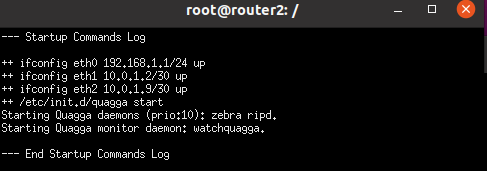 root@router2: /
--- Startup Commands Log
++ ifconfig eth0 192.168.1.1/24 up
++ ifconfig eth1 10.0.1.2/30 up
++ ifconfig eth2 10.0.1.9/30 up
++ /etc/init.d/quagga start
Starting Quagga daemons (prio:10): zebra ripd.
Starting Quagga monitor daemon: watchquagga.
--- End Startup Commands Log